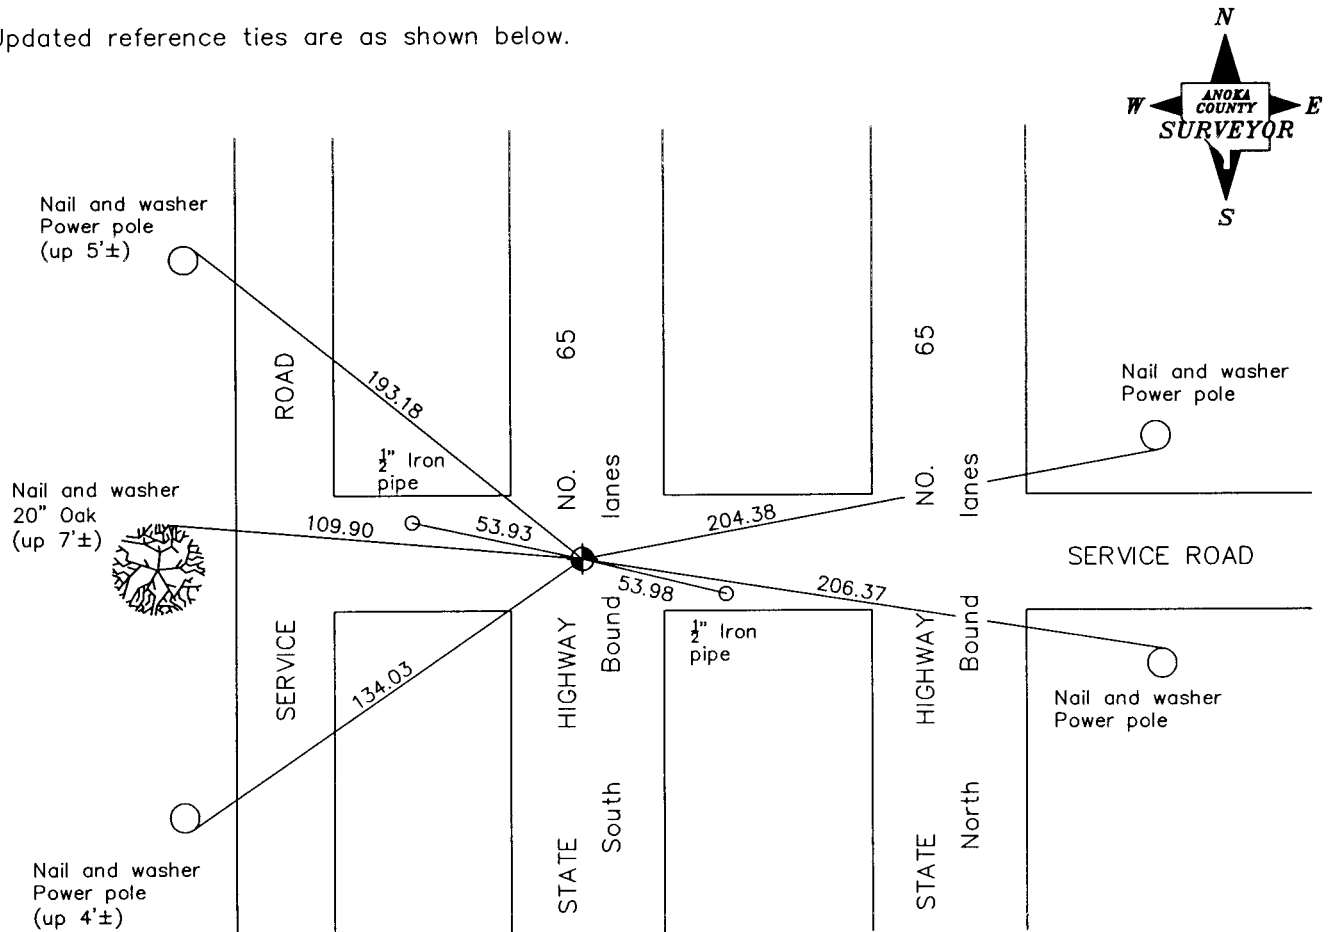 Updated reference ties are as shown below.
N
W
ANOKA
COUNTY
SURVEYOR
E
S
Nail and washer
Power pole
(up 5'±)
193.18
½" Iron
pipe
Nail and washer
20" Oak
(up 7'±)
109.90
53.93
204.38
Nail and washer
Power pole
SERVICE ROAD
53.98
206.37
½" Iron
pipe
134.03
Nail and washer
Power pole
Nail and washer
Power pole
(up 4'±)
SERVICE ROAD
STATE HIGHWAY NO. 65
South Bound lanes
STATE HIGHWAY NO. 65
North Bound lanes